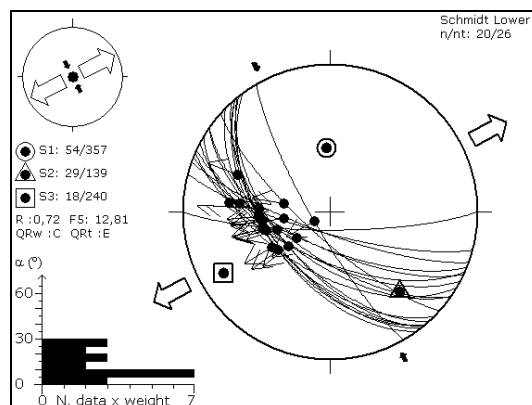 Schmidt Lower
n/nt: 20/26
S1: 54/357
S2: 29/139
S3: 18/240
R :0,72 F5: 12,81
QRw :C QRt :E
α (º)
60
30
0
0 N. data x weight 7